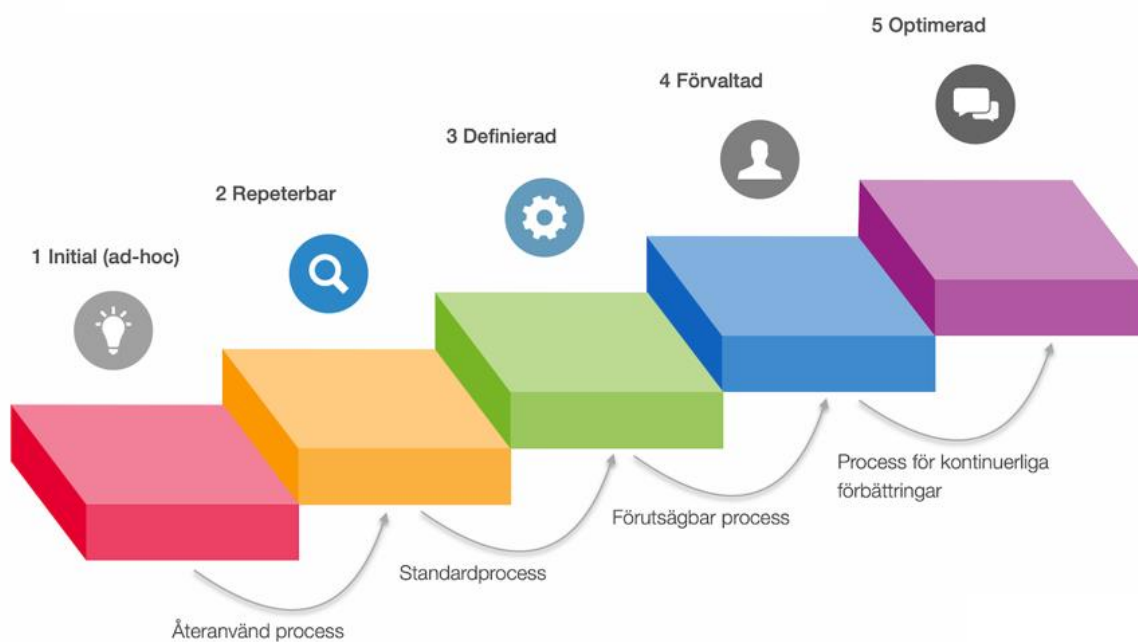 1 Initial (ad-hoc)
2 Repeterbar
3 Definierad
4 Förvaltad
5 Optimerad
Återanvänd process
Standardprocess
Förutsägbar process
Process för kontinuerliga
förbättringar